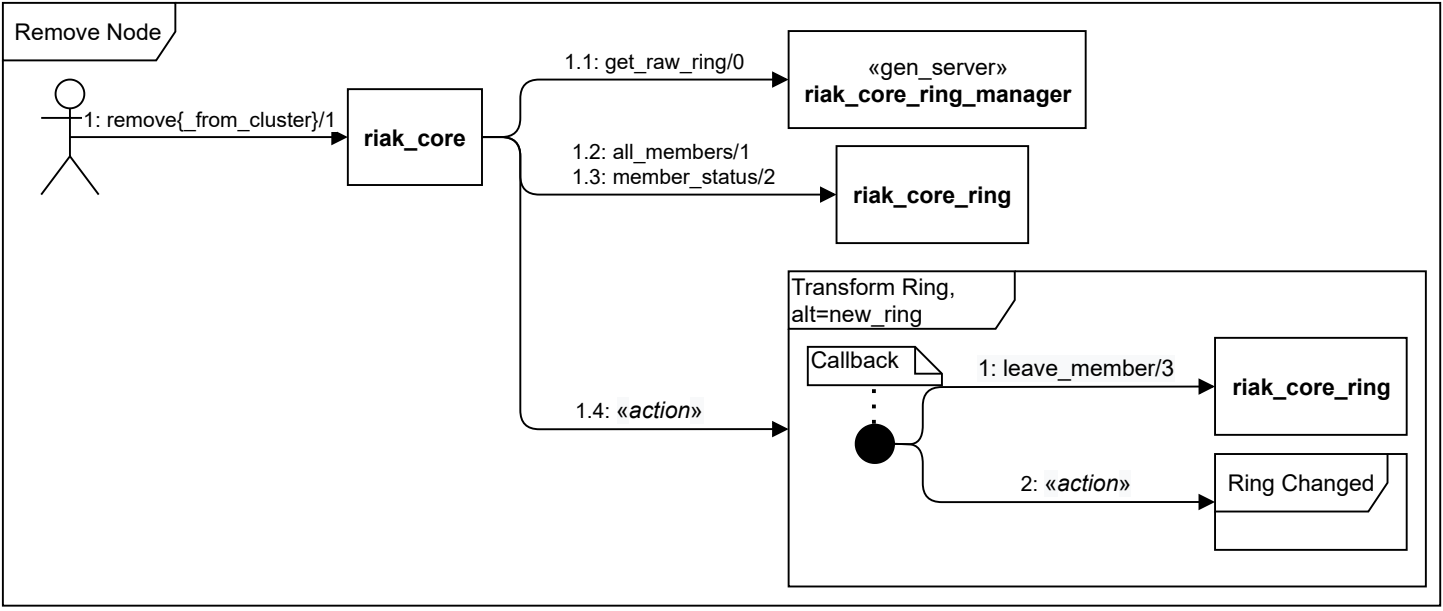 Remove Node
1: remove{_from_cluster}/1
riak_core
1.1: get_raw_ring/0
«gen_server»
riak_core_ring_manager
1.2: all_members/1
1.3: member_status/2
riak_core_ring
1.4: «action»
Transform Ring,
alt=new_ring
Callback
1: leave_member/3
riak_core_ring
2: «action»
Ring Changed